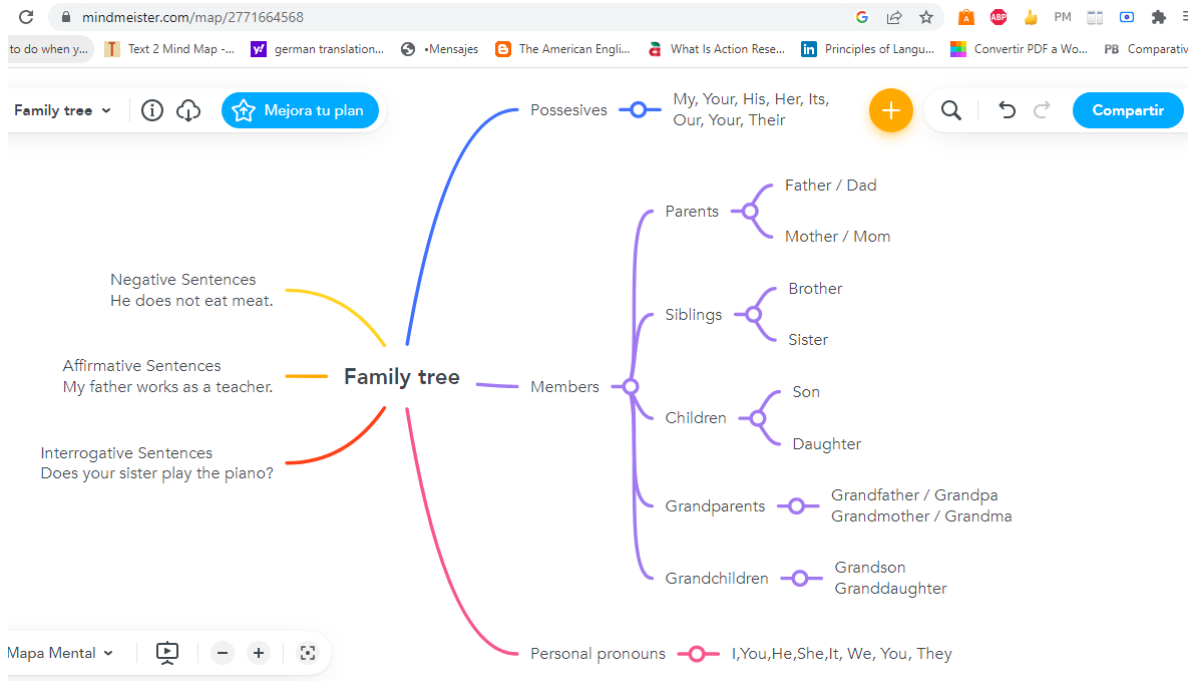 mindmeister.com/map/2771664568
ABP
PM
to do when y...
T Text 2 Mind Map -...
y! german translation...
•Mensajes
The American Engli...
What Is Action Rese...
in Principles of Langu...
Convertir PDF a Wo...
PB Comparativ
Family tree
Mejora tu plan
Compartir
Possesives
My, Your, His, Her, Its,
Our, Your, Their
Parents
Father / Dad
Mother / Mom
Negative Sentences
He does not eat meat.
Siblings
Brother
Sister
Affirmative Sentences
My father works as a teacher.
Family tree
Members
Children
Son
Daughter
Interrogative Sentences
Does your sister play the piano?
Grandparents
Grandfather / Grandpa
Grandmother / Grandma
Grandchildren
Grandson
Granddaughter
Mapa Mental
Personal pronouns
I,You,He,She,It, We, You, They